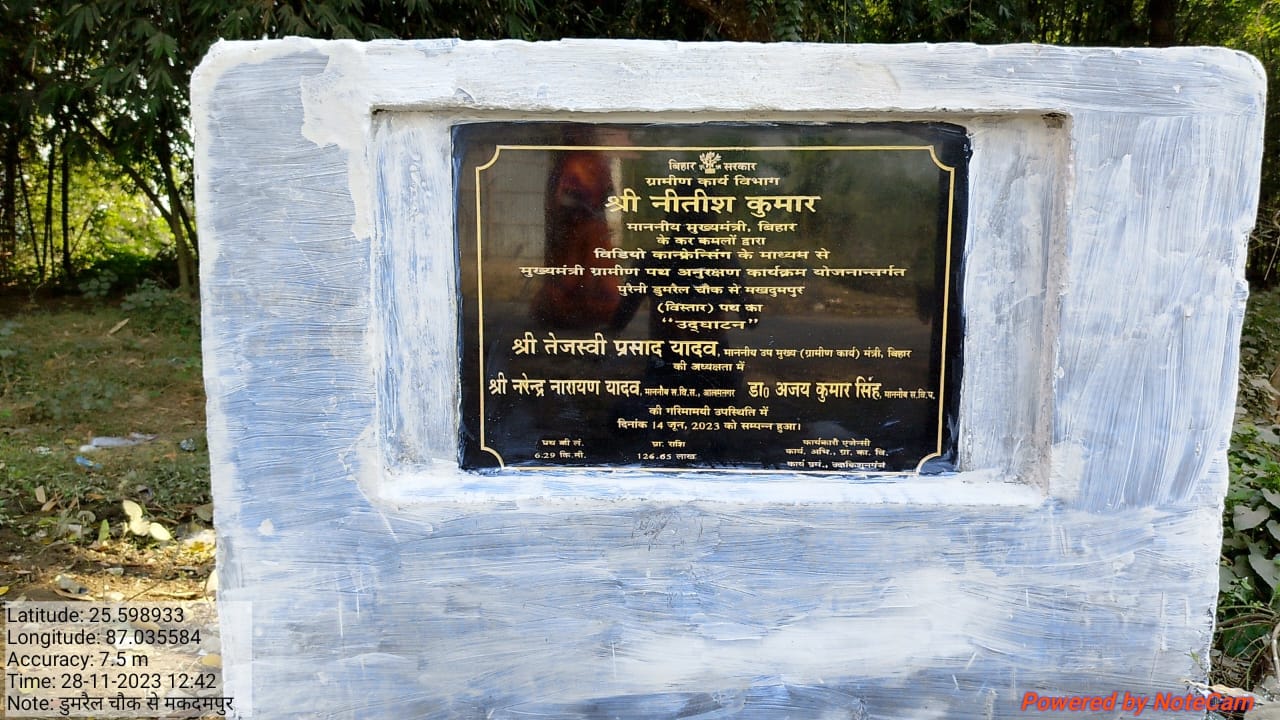 बिहार सरकार
ग्रामीण कार्य विभाग
श्री नीतीश कुमार
माननीय मुख्यमंत्री, बिहार
के कर कमलों द्वारा
विडियो कान्फ्रेन्सिंग के माध्यम से
मुख्यमंत्री ग्रामीण पथ अनुरक्षण कार्यक्रम योजनान्तर्गत
पुरैनी डुमरैल चौक से मखदुमपुर
(विस्तार) पथ का
“उद्घाटन”
श्री तेजस्वी प्रसाद यादव, माननीय उप मुख्य (ग्रामीण कार्य) मंत्री, बिहार
की अध्यक्षता में
श्री नरेन्द्र नारायण यादव, माननीय स.वि.स., आलमनगर डा० अजय कुमार सिंह, माननीय स.वि.प.
की गरिमामयी उपस्थिति में
दिनांक 14 जून, 2023 को सम्पन्न हुआ।
पथ की लं. प्रा. राशि कार्यकारी एजेन्सी
6.29 कि.मी. 126.65 लाख कार्य. अभि., ग्रा. का. वि.
कार्य प्रमं.,
Latitude: 25.598933
Longitude: 87.035584
Accuracy: 7.5 m
Time: 28-11-2023 12:42
Note: डुमरैल चौक से मकदमपुर
Powered by NoteCam